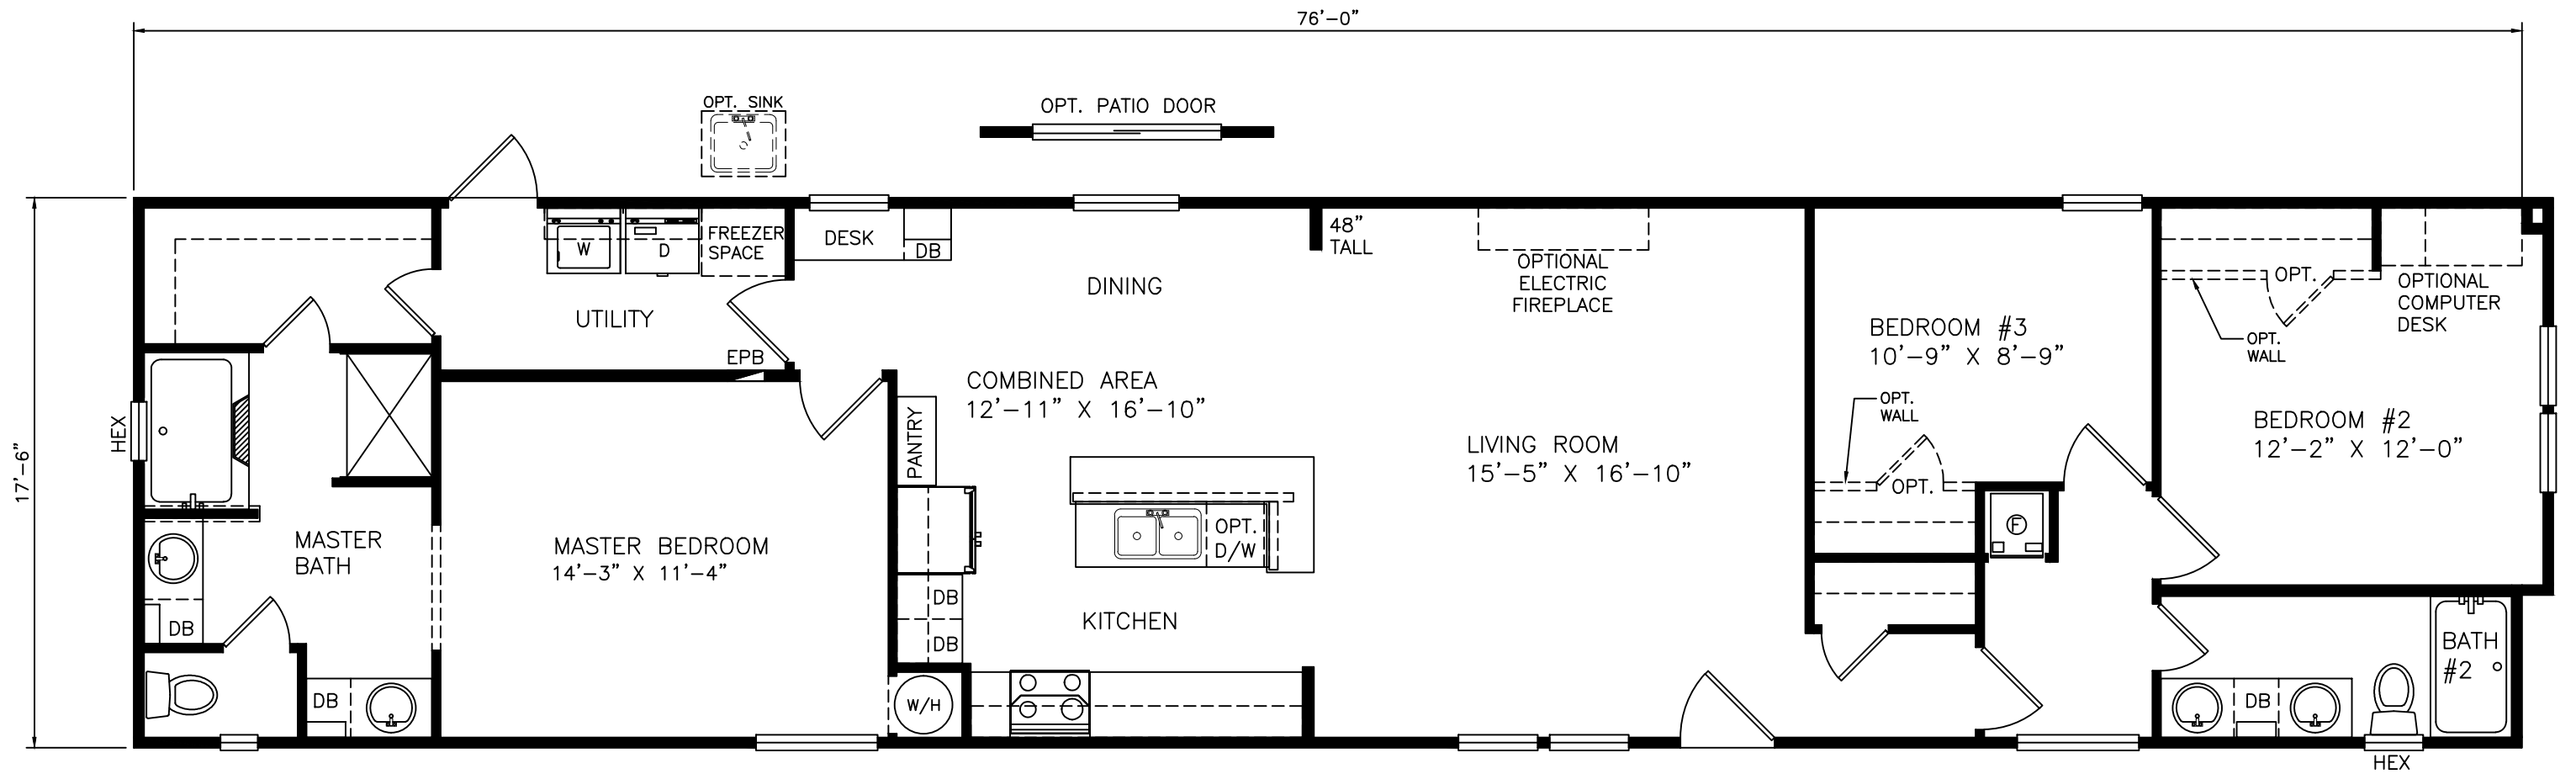 76'-0"
OPT. SINK
OPT. PATIO DOOR
17'-6"
W
D
FREEZER
SPACE
DESK
DB
UTILITY
EPB
DINING
48"
TALL
OPTIONAL
ELECTRIC
FIREPLACE
COMBINED AREA
12'-11" X 16'-10"
LIVING ROOM
15'-5" X 16'-10"
BEDROOM #3
10'-9" X 8'-9"
OPT.
WALL
OPT.
OPT.
OPT.
WALL
OPTIONAL
COMPUTER
DESK
BEDROOM #2
12'-2" X 12'-0"
HEX
MASTER
BATH
DB
DB
MASTER BEDROOM
14'-3" X 11'-4"
PANTRY
DB
DB
W/H
OPT.
D/W
KITCHEN
F
BATH
#2
DB
HEX